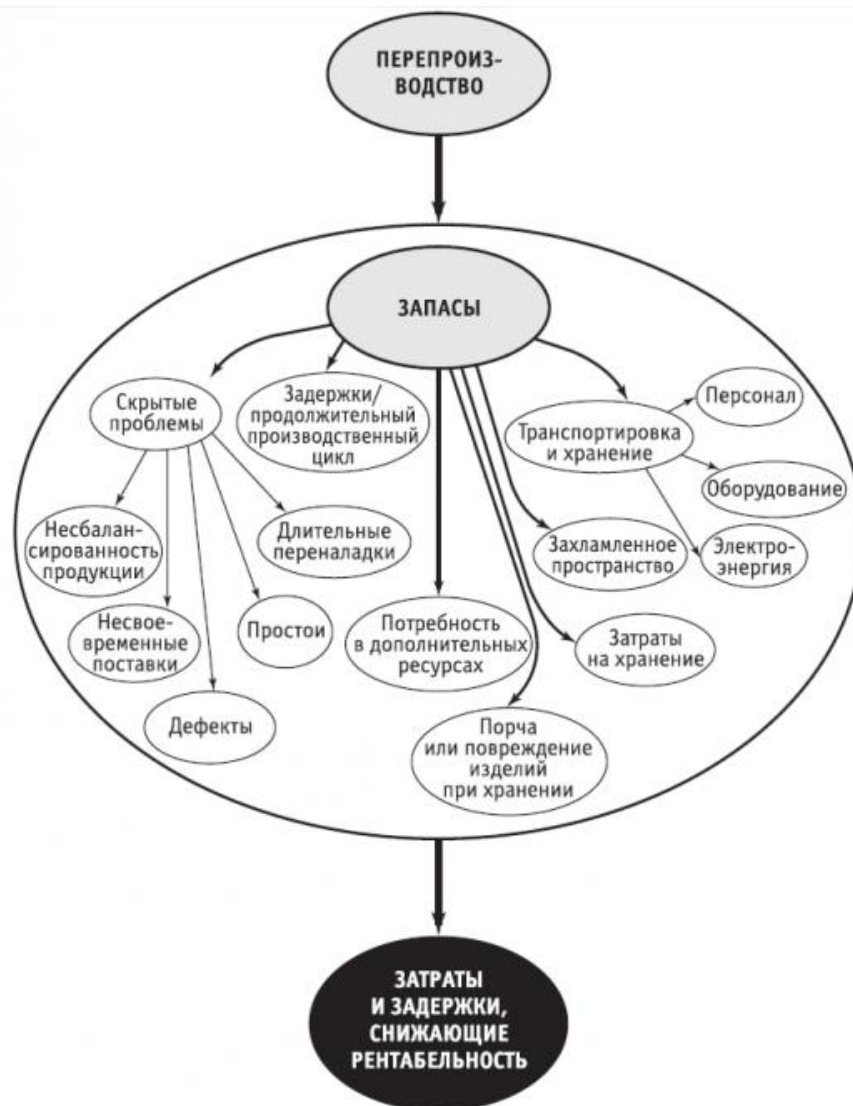 ПЕРЕПРОИЗ-
ВОДСТВО
ЗАПАСЫ
Скрытые
проблемы
Задержки/
продолжительный
производственный
цикл
Транспортировка
и хранение
Персонал
Оборудование
Электро-
энергия
Несбалан-
сированность
продукции
Длительные
переналадки
Захламленное
пространство
Несвое-
временные
поставки
Простои
Потребность
в дополнительных
ресурсах
Затраты
на хранение
Дефекты
Порча
или повреждение
изделий
при хранении
ЗАТРАТЫ
И ЗАДЕРЖКИ,
СНИЖАЮЩИЕ
РЕНТАБЕЛЬНОСТЬ